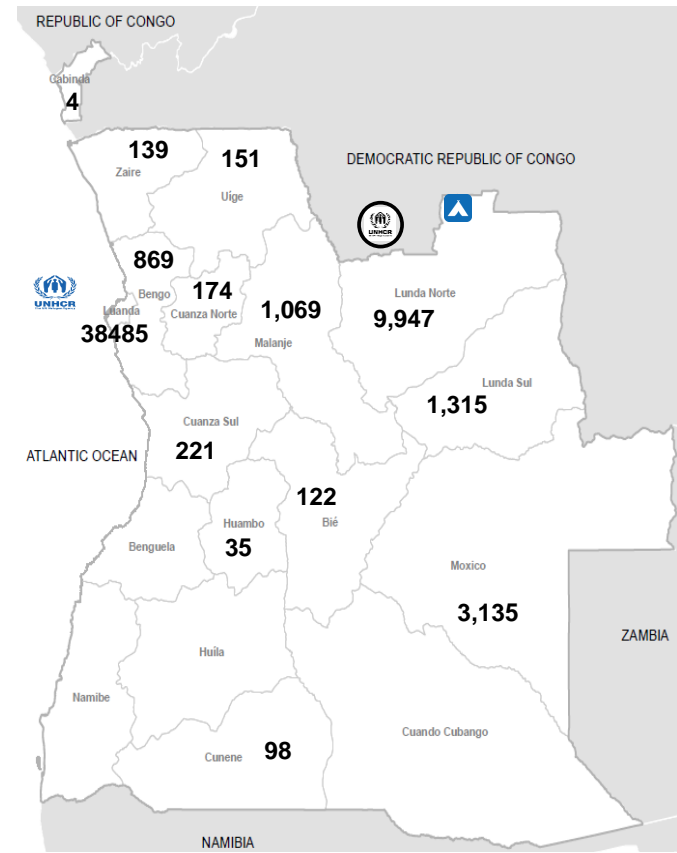 REPUBLIC OF CONGO
Cabinda
4
139
Zaire
151
Uíge
DEMOCRATIC REPUBLIC OF CONGO
UNHCR
869
Bengo
174
Cuanza Norte
1,069
Malanje
Lunda Norte
9,947
UNHCR
Luanda
38485
Lunda Sul
1,315
Cuanza Sul
221
ATLANTIC OCEAN
122
Bié
Huambo
35
Benguela
Moxico
3,135
ZAMBIA
Huíla
Namibe
Cuando Cubango
Cunene
98
NAMIBIA